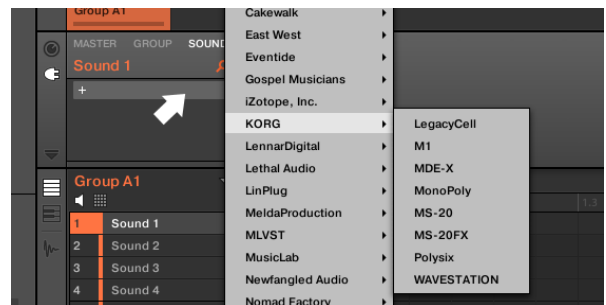 Group A1
MASTER GROUP SOUND
Sound 1
+
Group A1
1 Sound 1
2 Sound 2
3 Sound 3
4 Sound 4
Cakewalk
East West
Eventide
Gospel Musicians
iZotope, Inc.
KORG
LennarDigital
Lethal Audio
LinPlug
MeldaProduction
MLVST
MusicLab
Newfangled Audio
Nomad Factory
LegacyCell
M1
MDE-X
MonoPoly
MS-20
MS-20FX
Polysix
WAVESTATION
1.3